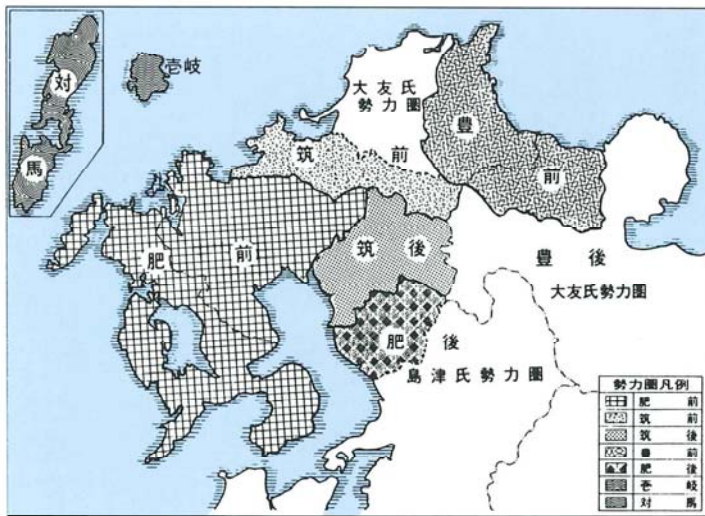 対
馬
壱岐
大友氏
勢力圏
筑前
豊前
肥前
筑後
豊後
大友氏勢力圏
肥後
島津氏勢力圏
勢力圏凡例
肥前
筑前
筑後
豊前
肥後
壱岐
対馬